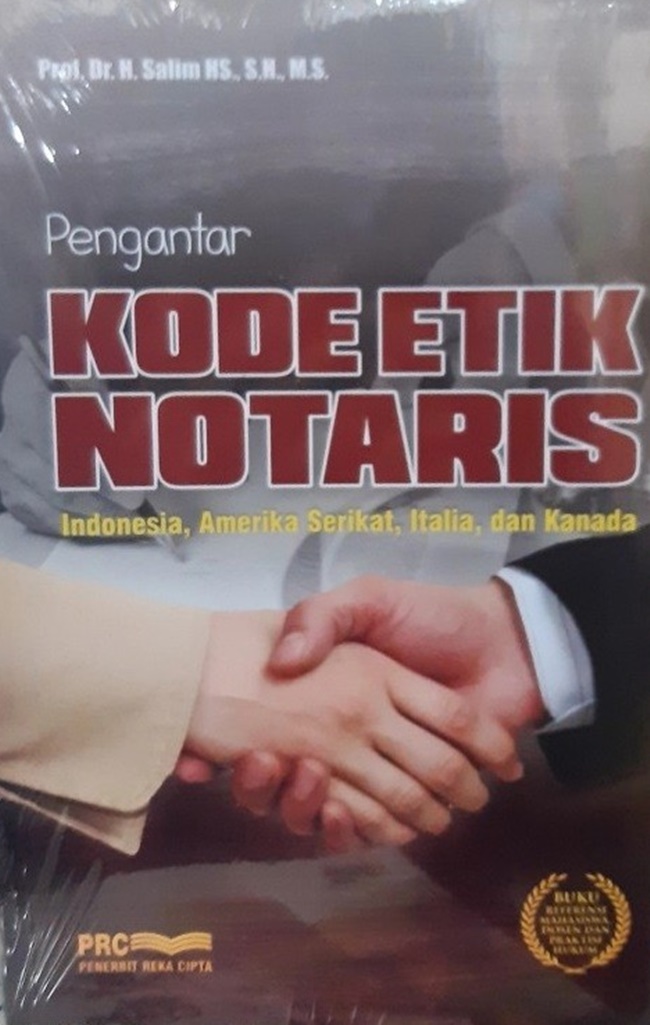 Prof. Dr. H. Salim HS., S.H., M.S.
Pengantar
KODE ETIK
NOTARIS
Indonesia, Amerika Serikat, Italia, dan Kanada
PRC
PENERBIT REKA CIPTA
BUKU
REFERENSI
MAHASISWA,
DOSEN DAN
PRAKTISI
HUKUM